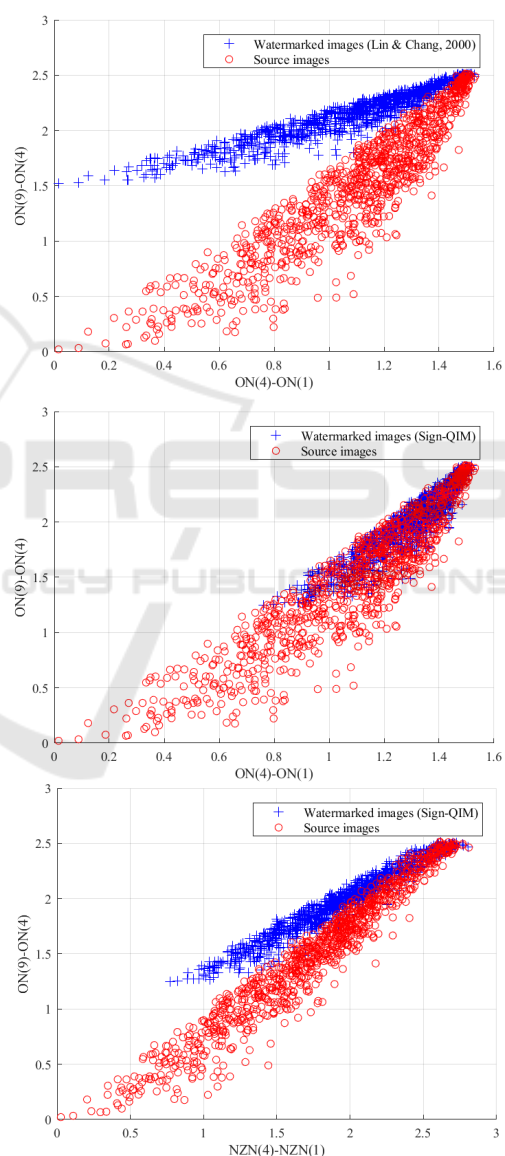 3
2.5
2
1.5
1
0.5
0
ON(9)-ON(4)
Watermarked images (Lin & Chang, 2000)
Source images
0 0.2 0.4 0.6 0.8 1 1.2 1.4 1.6
ON(4)-ON(1)
3
2.5
2
1.5
1
0.5
0
ON(9)-ON(4)
Watermarked images (Sign-QIM)
Source images
0 0.2 0.4 0.6 0.8 1 1.2 1.4 1.6
ON(4)-ON(1)
3
2.5
2
1.5
1
0.5
0
ON(9)-ON(4)
Watermarked images (Sign-QIM)
Source images
0 0.5 1 1.5 2 2.5 3
NZN(4)-NZN(1)
PRESS
OGY PUBLICATIONS